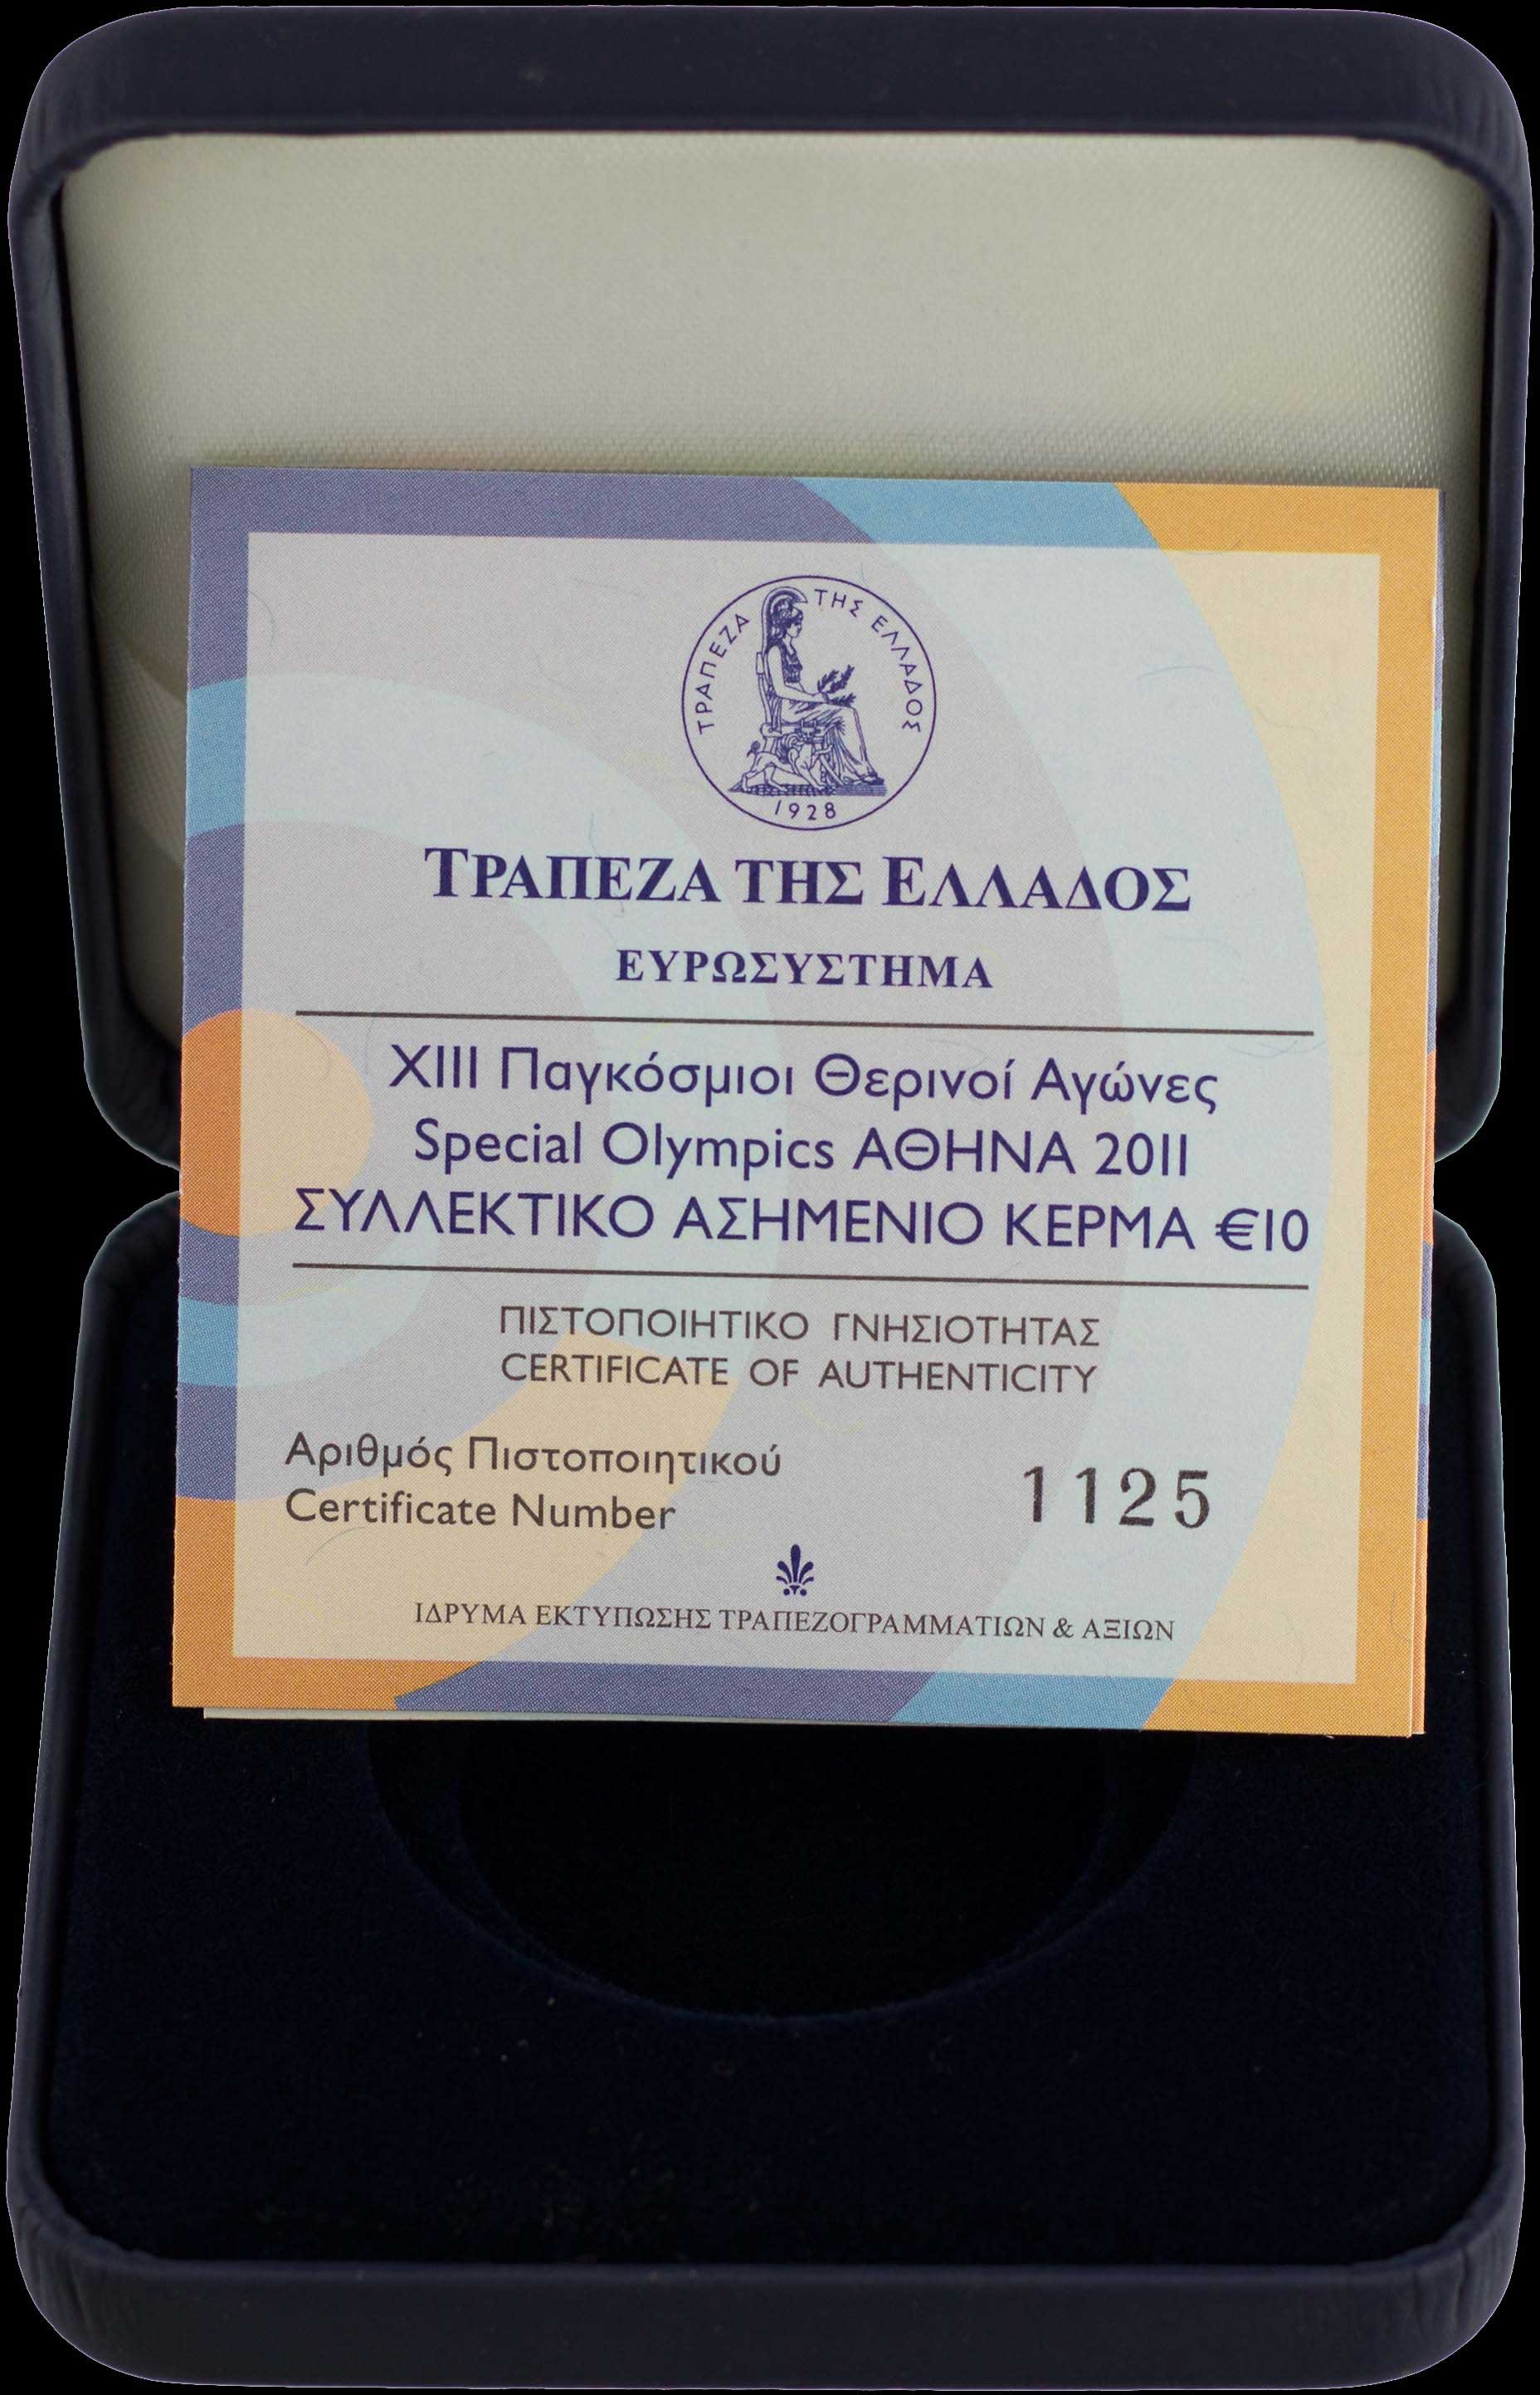 ΤΡΑΠΕΖΑ ΤΗΣ ΕΛΛΑΔΟΣ
1928
ΤΡΑΠΕΖΑ ΤΗΣ ΕΛΛΑΔΟΣ
ΕΥΡΩΣΥΣΤΗΜΑ
XIII Παγκόσμιοι Θερινοί Αγώνες
Special Olympics ΑΘΗΝΑ 2011
ΣΥΛΛΕΚΤΙΚΟ ΑΣΗΜΕΝΙΟ ΚΕΡΜΑ €10
ΠΙΣΤΟΠΟΙΗΤΙΚΟ ΓΝΗΣΙΟΤΗΤΑΣ
CERTIFICATE OF AUTHENTICITY
Αριθμός Πιστοποιητικού
Certificate Number
1125
ΙΔΡΥΜΑ ΕΚΤΥΠΩΣΗΣ ΤΡΑΠΕΖΟΓΡΑΜΜΑΤΙΩΝ & ΑΞΙΩΝ